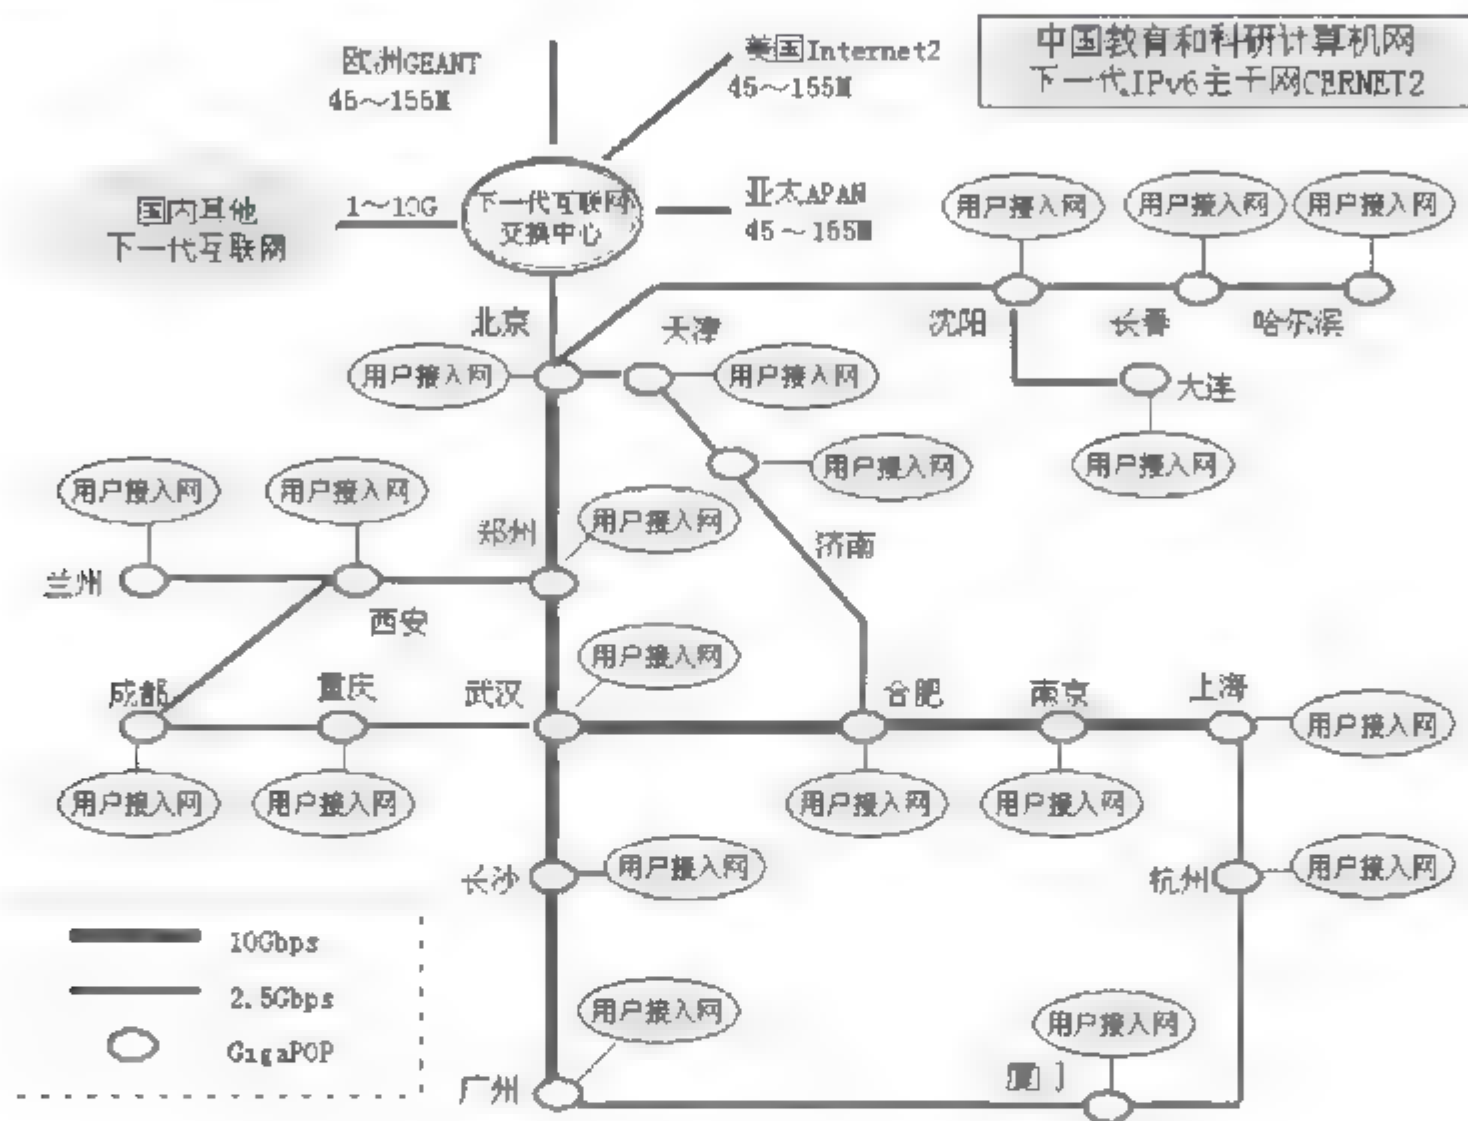 欧洲GEANT
45～155M
美国Internet2
45～155M
中国教育和科研计算机网
下一代IPv6主干网CERNET2
国内其他
下一代互联网
1～10G
下一代互联网
交换中心
亚太APAN
45～155M
用户接入网
用户接入网
用户接入网
北京
天津
沈阳
长春
哈尔滨
用户接入网
用户接入网
大连
用户接入网
用户接入网
用户接入网
用户接入网
郑州
用户接入网
济南
兰州
西安
武汉
用户接入网
成都
重庆
合肥
南京
上海
用户接入网
用户接入网
用户接入网
用户接入网
用户接入网
长沙
用户接入网
杭州
用户接入网
10Gbps
2.5Gbps
GigaPOP
用户接入网
用户接入网
广州
厦门